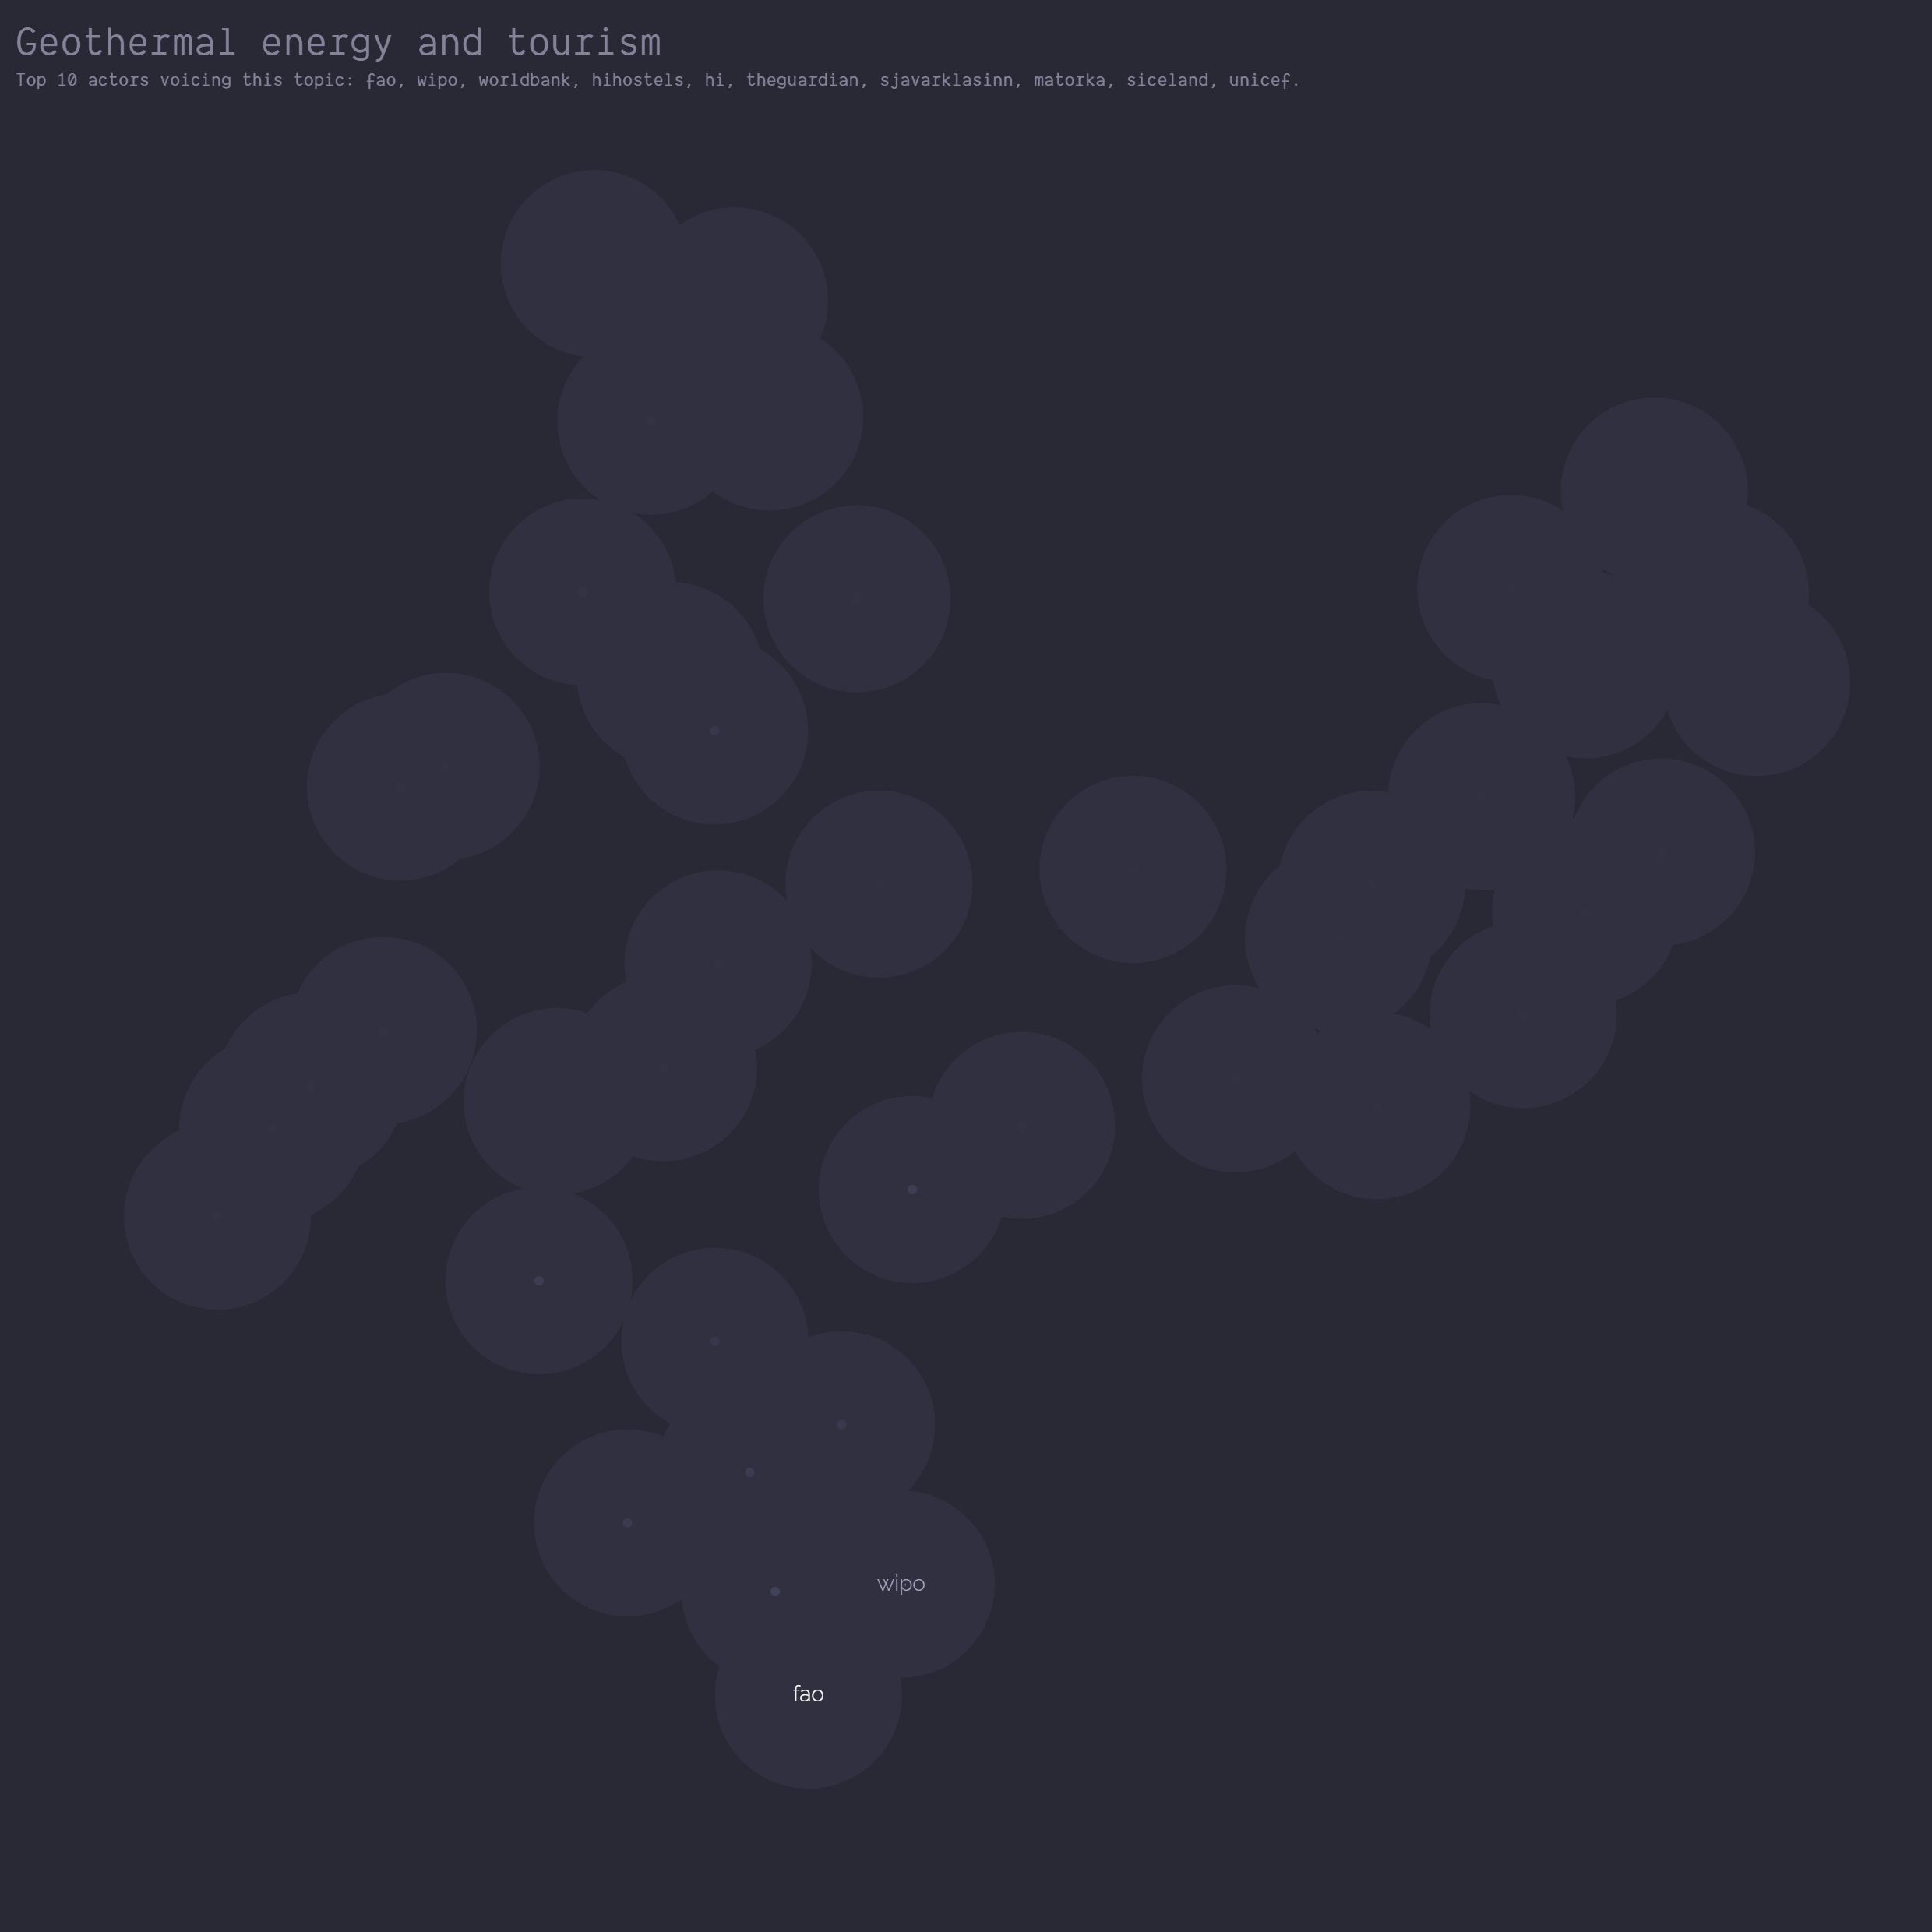 Geothermal energy and tourism
Top 10 actors voicing this topic: fao, wipo, worldbank, hihostels, hi, theguardian, sjavarklasinn, matorka, siceland, unicef.
wipo
fao